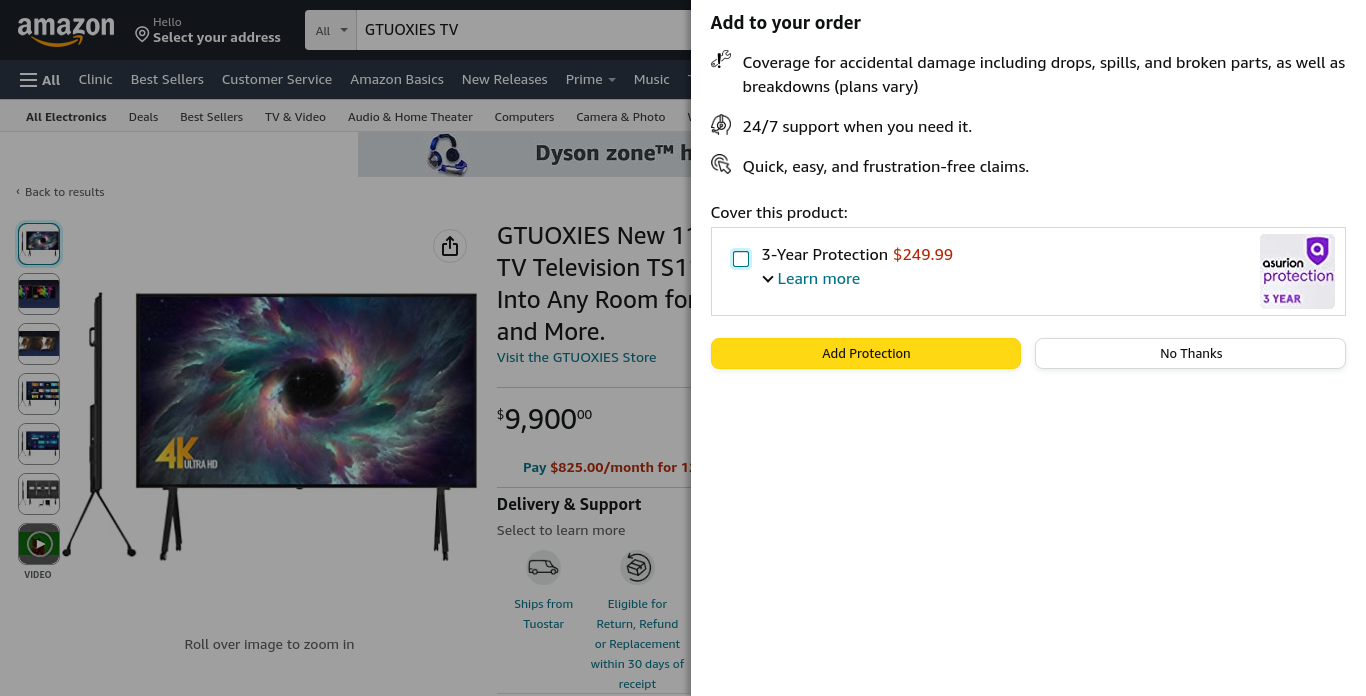 amazon
Hello
Select your address
All
GTUOXIES TV
All
Clinic
Best Sellers
Customer Service
Amazon Basics
New Releases
Prime
Music
All Electronics
Deals
Best Sellers
TV & Video
Audio & Home Theater
Computers
Camera & Photo
Dyson zone™ h
‹ Back to results
GTUOXIES New 11
TV Television TS11
Into Any Room for
and More.
Visit the GTUOXIES Store
$9,90000
Pay $825.00/month for 12
4K ULTRA HD
Delivery & Support
Select to learn more
Ships from
Tuostar
Eligible for
Return, Refund
or Replacement
within 30 days of
receipt
VIDEO
Roll over image to zoom in
Add to your order
Coverage for accidental damage including drops, spills, and broken parts, as well as
breakdowns (plans vary)
24/7 support when you need it.
Quick, easy, and frustration-free claims.
Cover this product:
3-Year Protection $249.99
Learn more
asurion
protection
3 YEAR
Add Protection
No Thanks